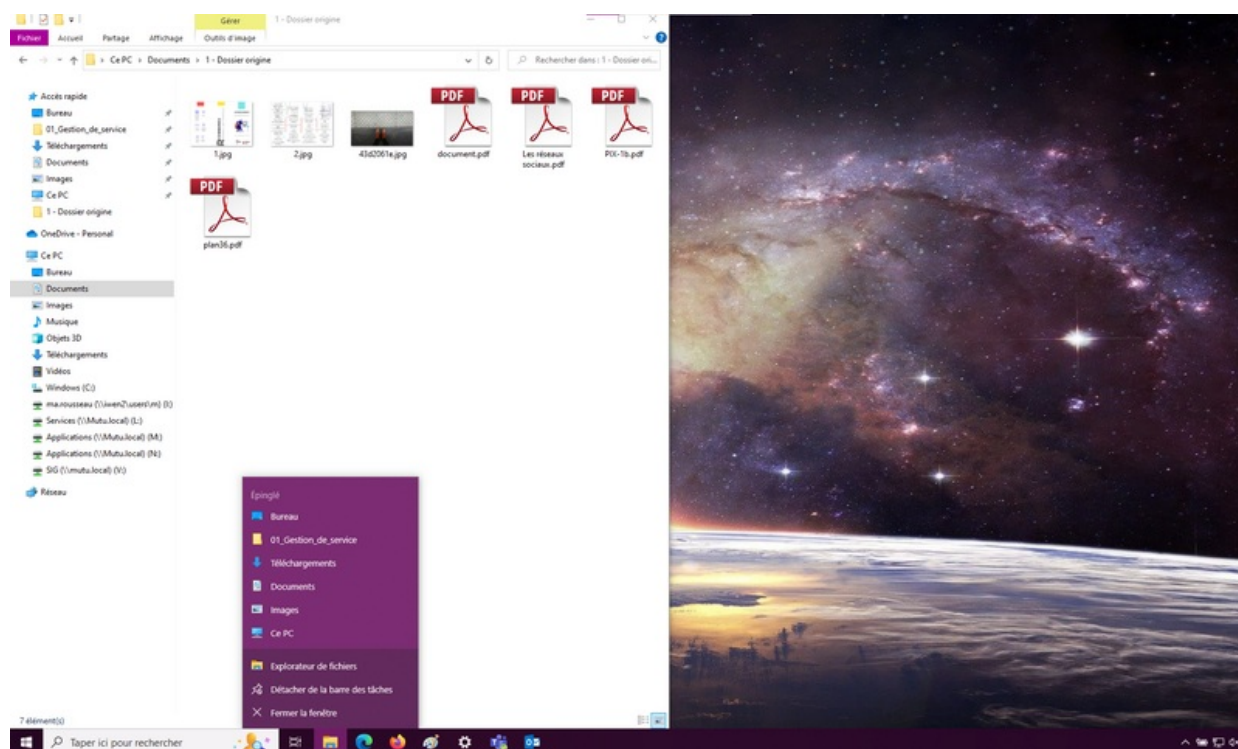 Gérer
1 - Dossier origine
Fichier
Accueil
Partage
Affichage
Outils d'image
Ce PC
Documents
1 - Dossier origine
Rechercher dans : 1 - Dossier ori...
Accès rapide
Bureau
01_Gestion_de_service
Téléchargements
Documents
Images
Ce PC
1 - Dossier origine
OneDrive - Personal
Ce PC
Bureau
Documents
Images
Musique
Objets 3D
Téléchargements
Vidéos
Windows (C:)
ma.rousseau (\\iwen2\users\m) (I:)
Services (\\Mutu.local) (L:)
Applications (\\Mutu.local) (M:)
Applications (\\Mutu.local) (N:)
SIG (\\mutu.local) (V:)
Réseau
PDF
PDF
PDF
1.jpg
2.jpg
43d2061e.jpg
document.pdf
Les réseaux
sociaux.pdf
PIX-1b.pdf
PDF
plan36.pdf
Épinglé
Bureau
01_Gestion_de_service
Téléchargements
Documents
Images
Ce PC
Explorateur de fichiers
Détacher de la barre des tâches
Fermer la fenêtre
7 élément(s)
Taper ici pour rechercher